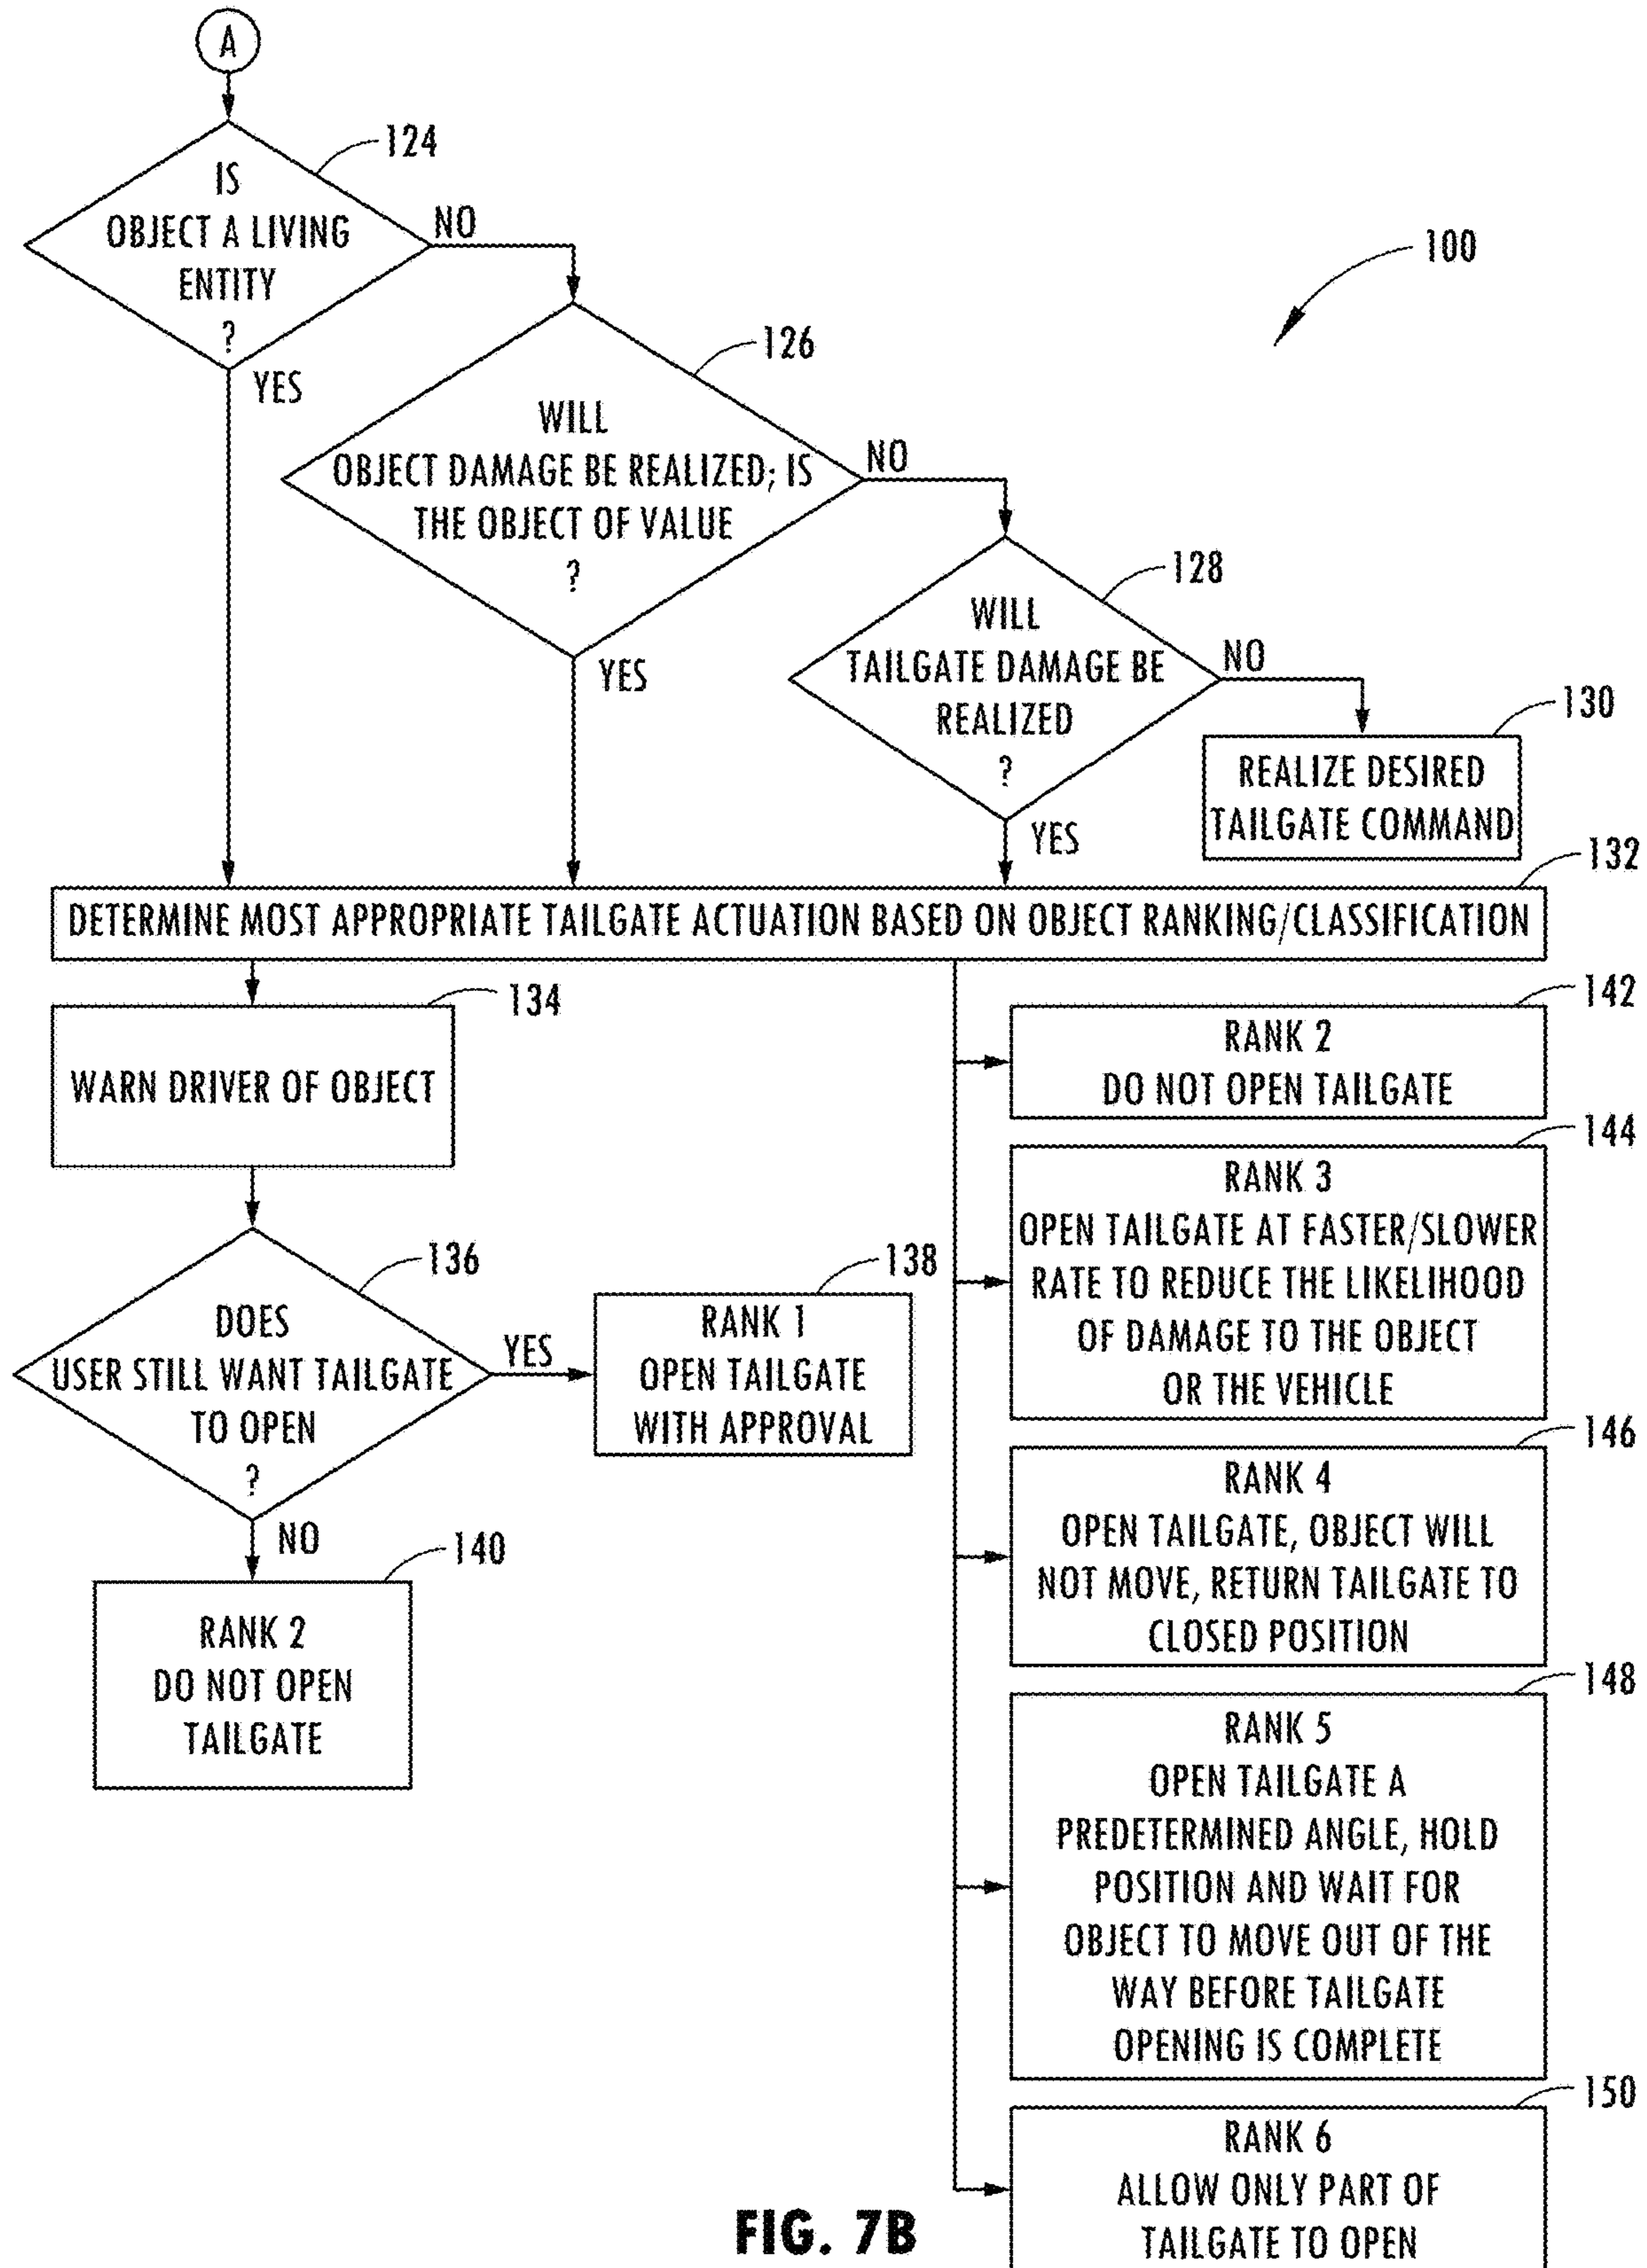 A
124
IS
OBJECT A LIVING
ENTITY
?
NO
YES
100
126
WILL
OBJECT DAMAGE BE REALIZED; IS
THE OBJECT OF VALUE
?
NO
YES
128
WILL
TAILGATE DAMAGE BE
REALIZED
?
NO
YES
130
REALIZE DESIRED
TAILGATE COMMAND
132
DETERMINE MOST APPROPRIATE TAILGATE ACTUATION BASED ON OBJECT RANKING/CLASSIFICATION
134
WARN DRIVER OF OBJECT
136
DOES
USER STILL WANT TAILGATE
TO OPEN
?
YES
NO
138
RANK 1
OPEN TAILGATE
WITH APPROVAL
140
RANK 2
DO NOT OPEN
TAILGATE
142
RANK 2
DO NOT OPEN TAILGATE
144
RANK 3
OPEN TAILGATE AT FASTER/SLOWER
RATE TO REDUCE THE LIKELIHOOD
OF DAMAGE TO THE OBJECT
OR THE VEHICLE
146
RANK 4
OPEN TAILGATE, OBJECT WILL
NOT MOVE, RETURN TAILGATE TO
CLOSED POSITION
148
RANK 5
OPEN TAILGATE A
PREDETERMINED ANGLE, HOLD
POSITION AND WAIT FOR
OBJECT TO MOVE OUT OF THE
WAY BEFORE TAILGATE
OPENING IS COMPLETE
150
RANK 6
ALLOW ONLY PART OF
TAILGATE TO OPEN
FIG. 7B